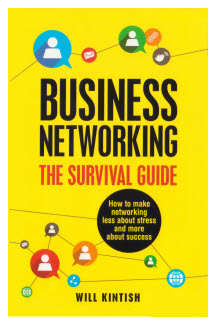 BUSINESS
NETWORKING
THE SURVIVAL GUIDE
How to make
networking
less about stress
and more
about success
WILL KINTISH